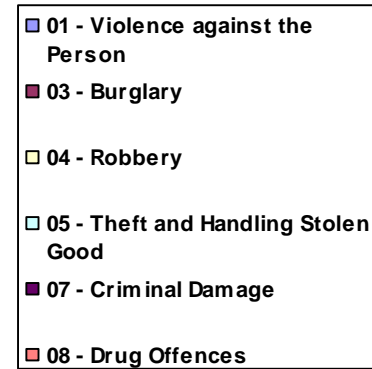 01 - Violence against the
Person
03 - Burglary
04 - Robbery
05 - Theft and Handling Stolen
Good
07 - Criminal Damage
08 - Drug Offences